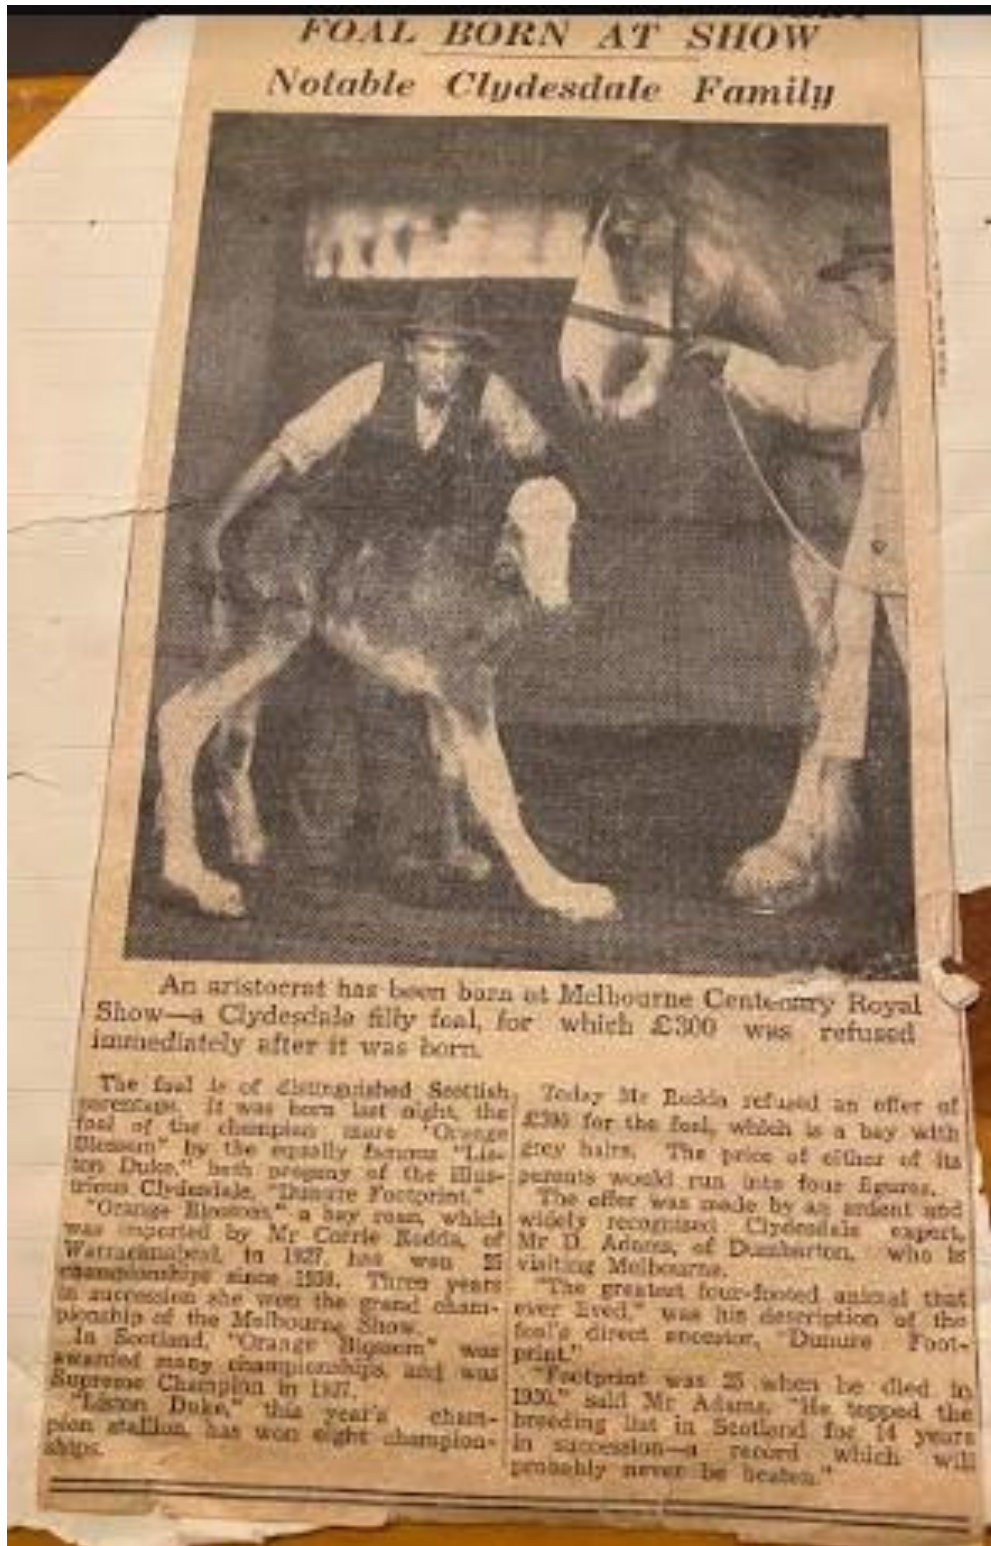 FOAL BORN AT SHOW
Notable Clydesdale Family
An aristocrat has been born at Melbourne Centenary Royal
Show—a Clydesdale filly foal, for which £300 was refused
immediately after it was born.
The foal is of distinguished Scottish
parentage. It was born last night, the
foal of the champion mare "Orange
Blossom" by the equally famous "Lis-
ton Duke," both progeny of the illus-
trious Clydesdale, "Dunure Footprint."
"Orange Blossom," a bay roan, which
was imported by Mr Corrie Rodda, of
Warracknabeal, in 1927, has won 25
championships since
Three years
in succession she won the grand cham-
pionship of the Melbourne Show.
In Scotland, "Orange Blossom" was
awarded many championships, and was
Supreme Champion in 1927.
"Liston Duke," this year's cham-
pion stallion, has won eight champion-
ships.
Today Mr Rodda refused an offer of
£300 for the foal, which is a bay with
grey hairs. The price of either of its
parents would run into four figures.
The offer was made by an ardent and
widely recognised Clydesdale expert,
Mr D. Adams, of Dumbarton, who is
visiting Melbourne.
"The greatest four-footed animal that
ever lived," was his description of the
foal's direct ancestor, "Dunure Foot-
print."
"Footprint was 25 when he died in
1930," said Mr Adams. "He topped the
breeding list in Scotland for 14 years
in succession—a record which will
probably never be beaten."